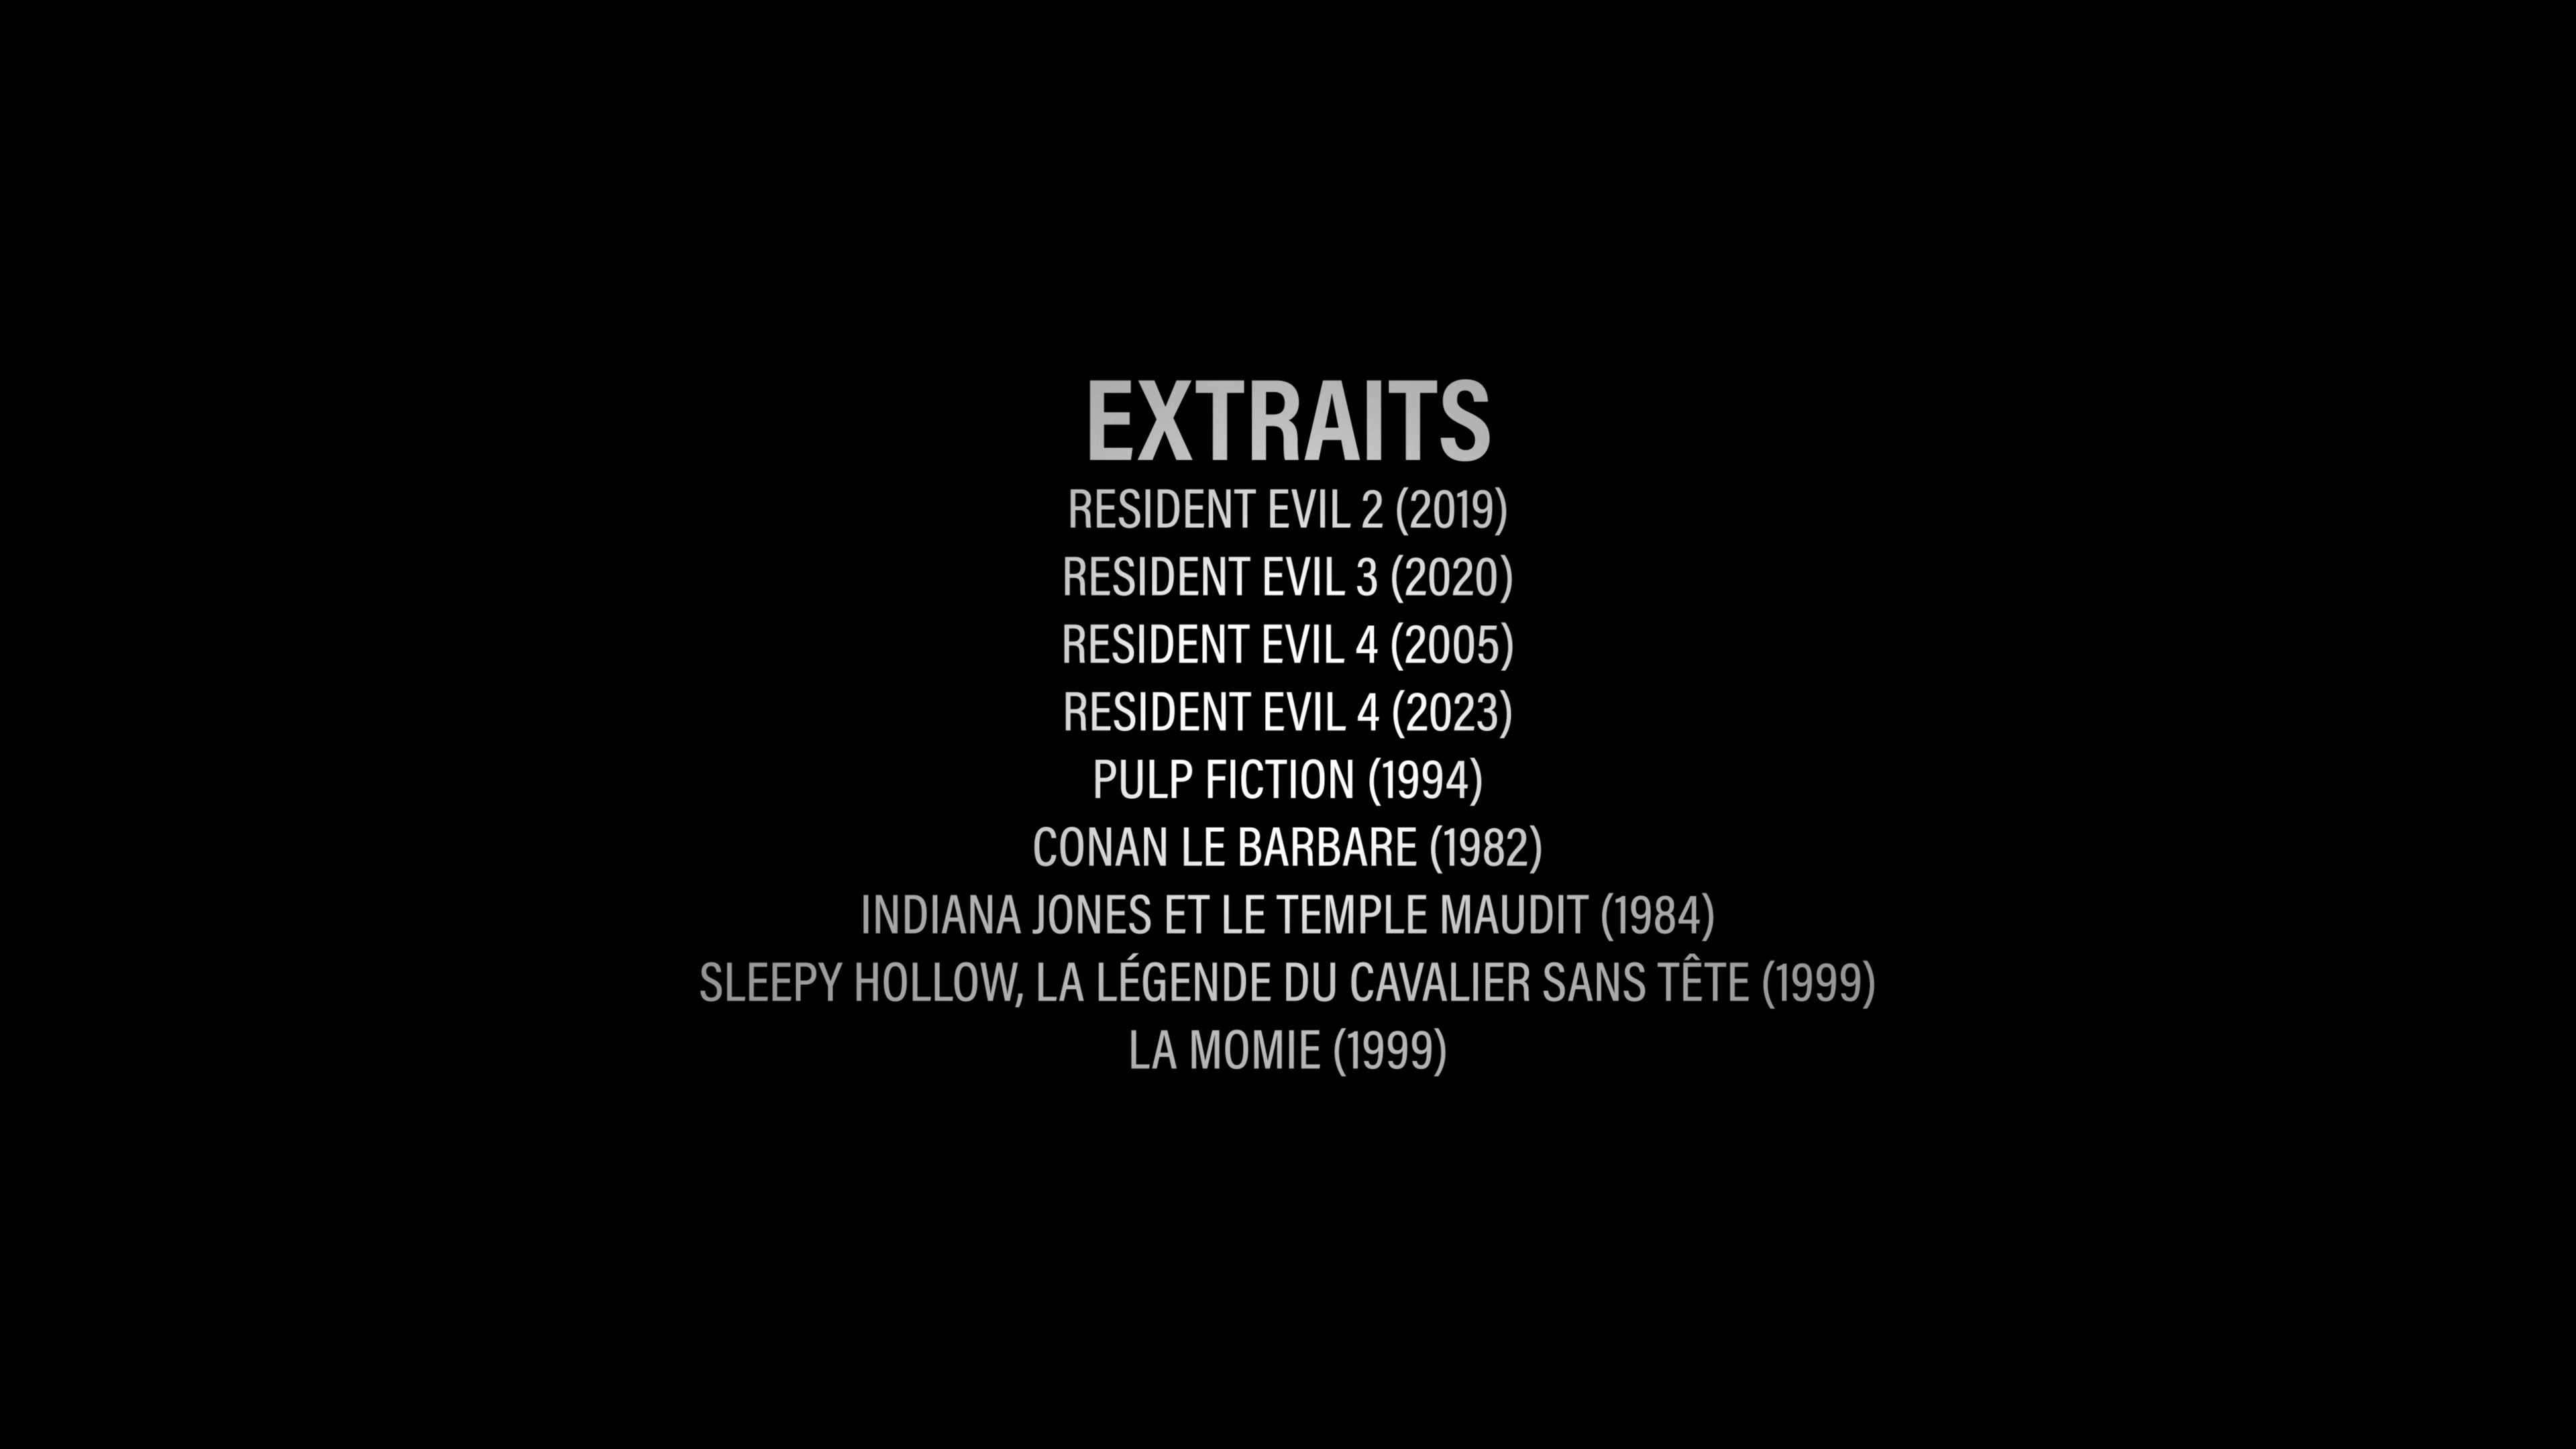 EXTRAITS
RESIDENT EVIL 2 (2019)
RESIDENT EVIL 3 (2020)
RESIDENT EVIL 4 (2005)
RESIDENT EVIL 4 (2023)
PULP FICTION (1994)
CONAN LE BARBARE (1982)
INDIANA JONES ET LE TEMPLE MAUDIT (1984)
SLEEPY HOLLOW, LA LÉGENDE DU CAVALIER SANS TÊTE (1999)
LA MOMIE (1999)